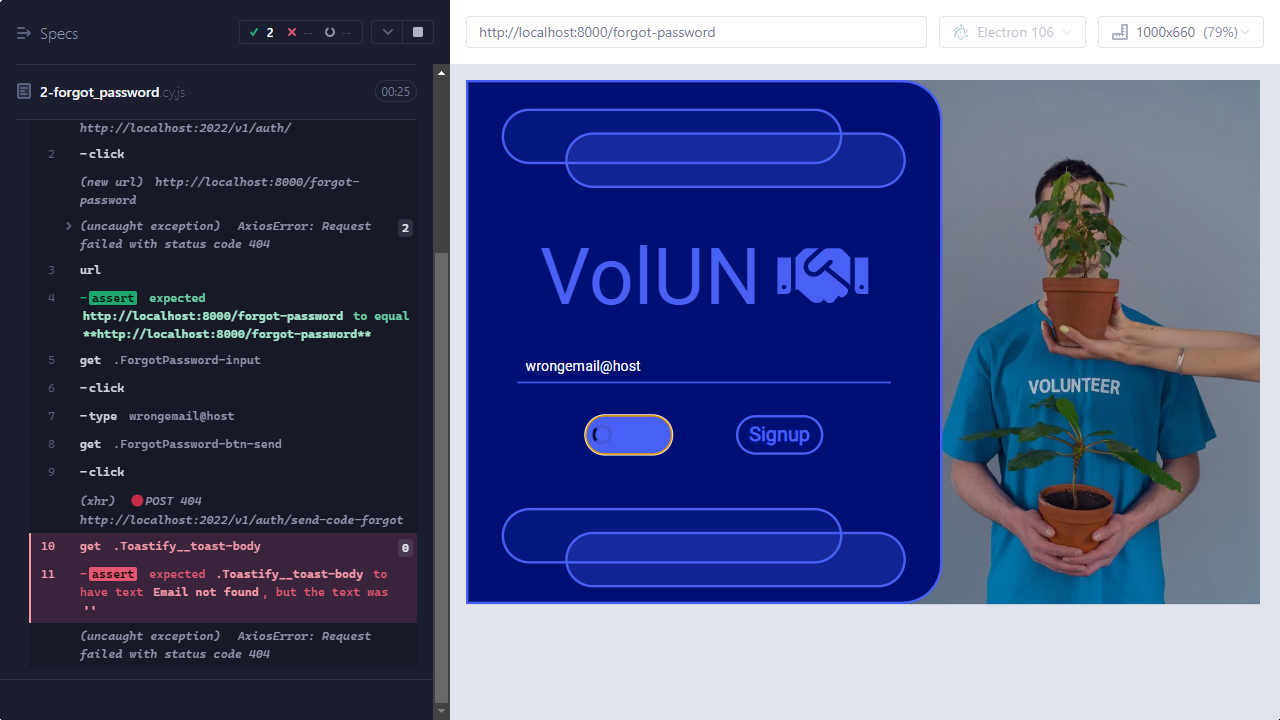 Specs
2 -- --
2-forgot_password.cy.js 00:25
http://localhost:2022/v1/auth/
2 -click
(new url) http://localhost:8000/forgot-
password
(uncaught exception) AxiosError: Request 2
failed with status code 404
3 url
4 -assert expected
http://localhost:8000/forgot-password to equal
**http://localhost:8000/forgot-password**
5 get .ForgotPassword-input
6 -click
7 -type wrongemail@host
8 get .ForgotPassword-btn-send
9 -click
(xhr) POST 404
http://localhost:2022/v1/auth/send-code-forgot
10 get .Toastify__toast-body 0
11 -assert expected .Toastify__toast-body to
have text Email not found, but the text was
''
(uncaught exception) AxiosError: Request
failed with status code 404
http://localhost:8000/forgot-password
Electron 106
1000x660 (79%)
VolUN
wrongemail@host
Signup
VOLUNTEER